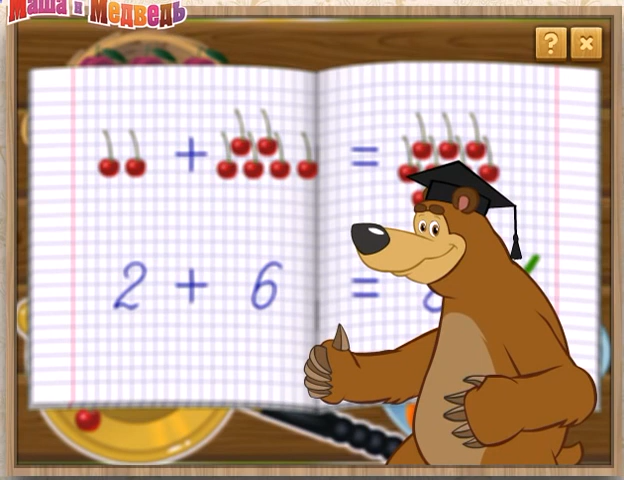 Маша и Медведь
?
×
+ =
2 + 6 =